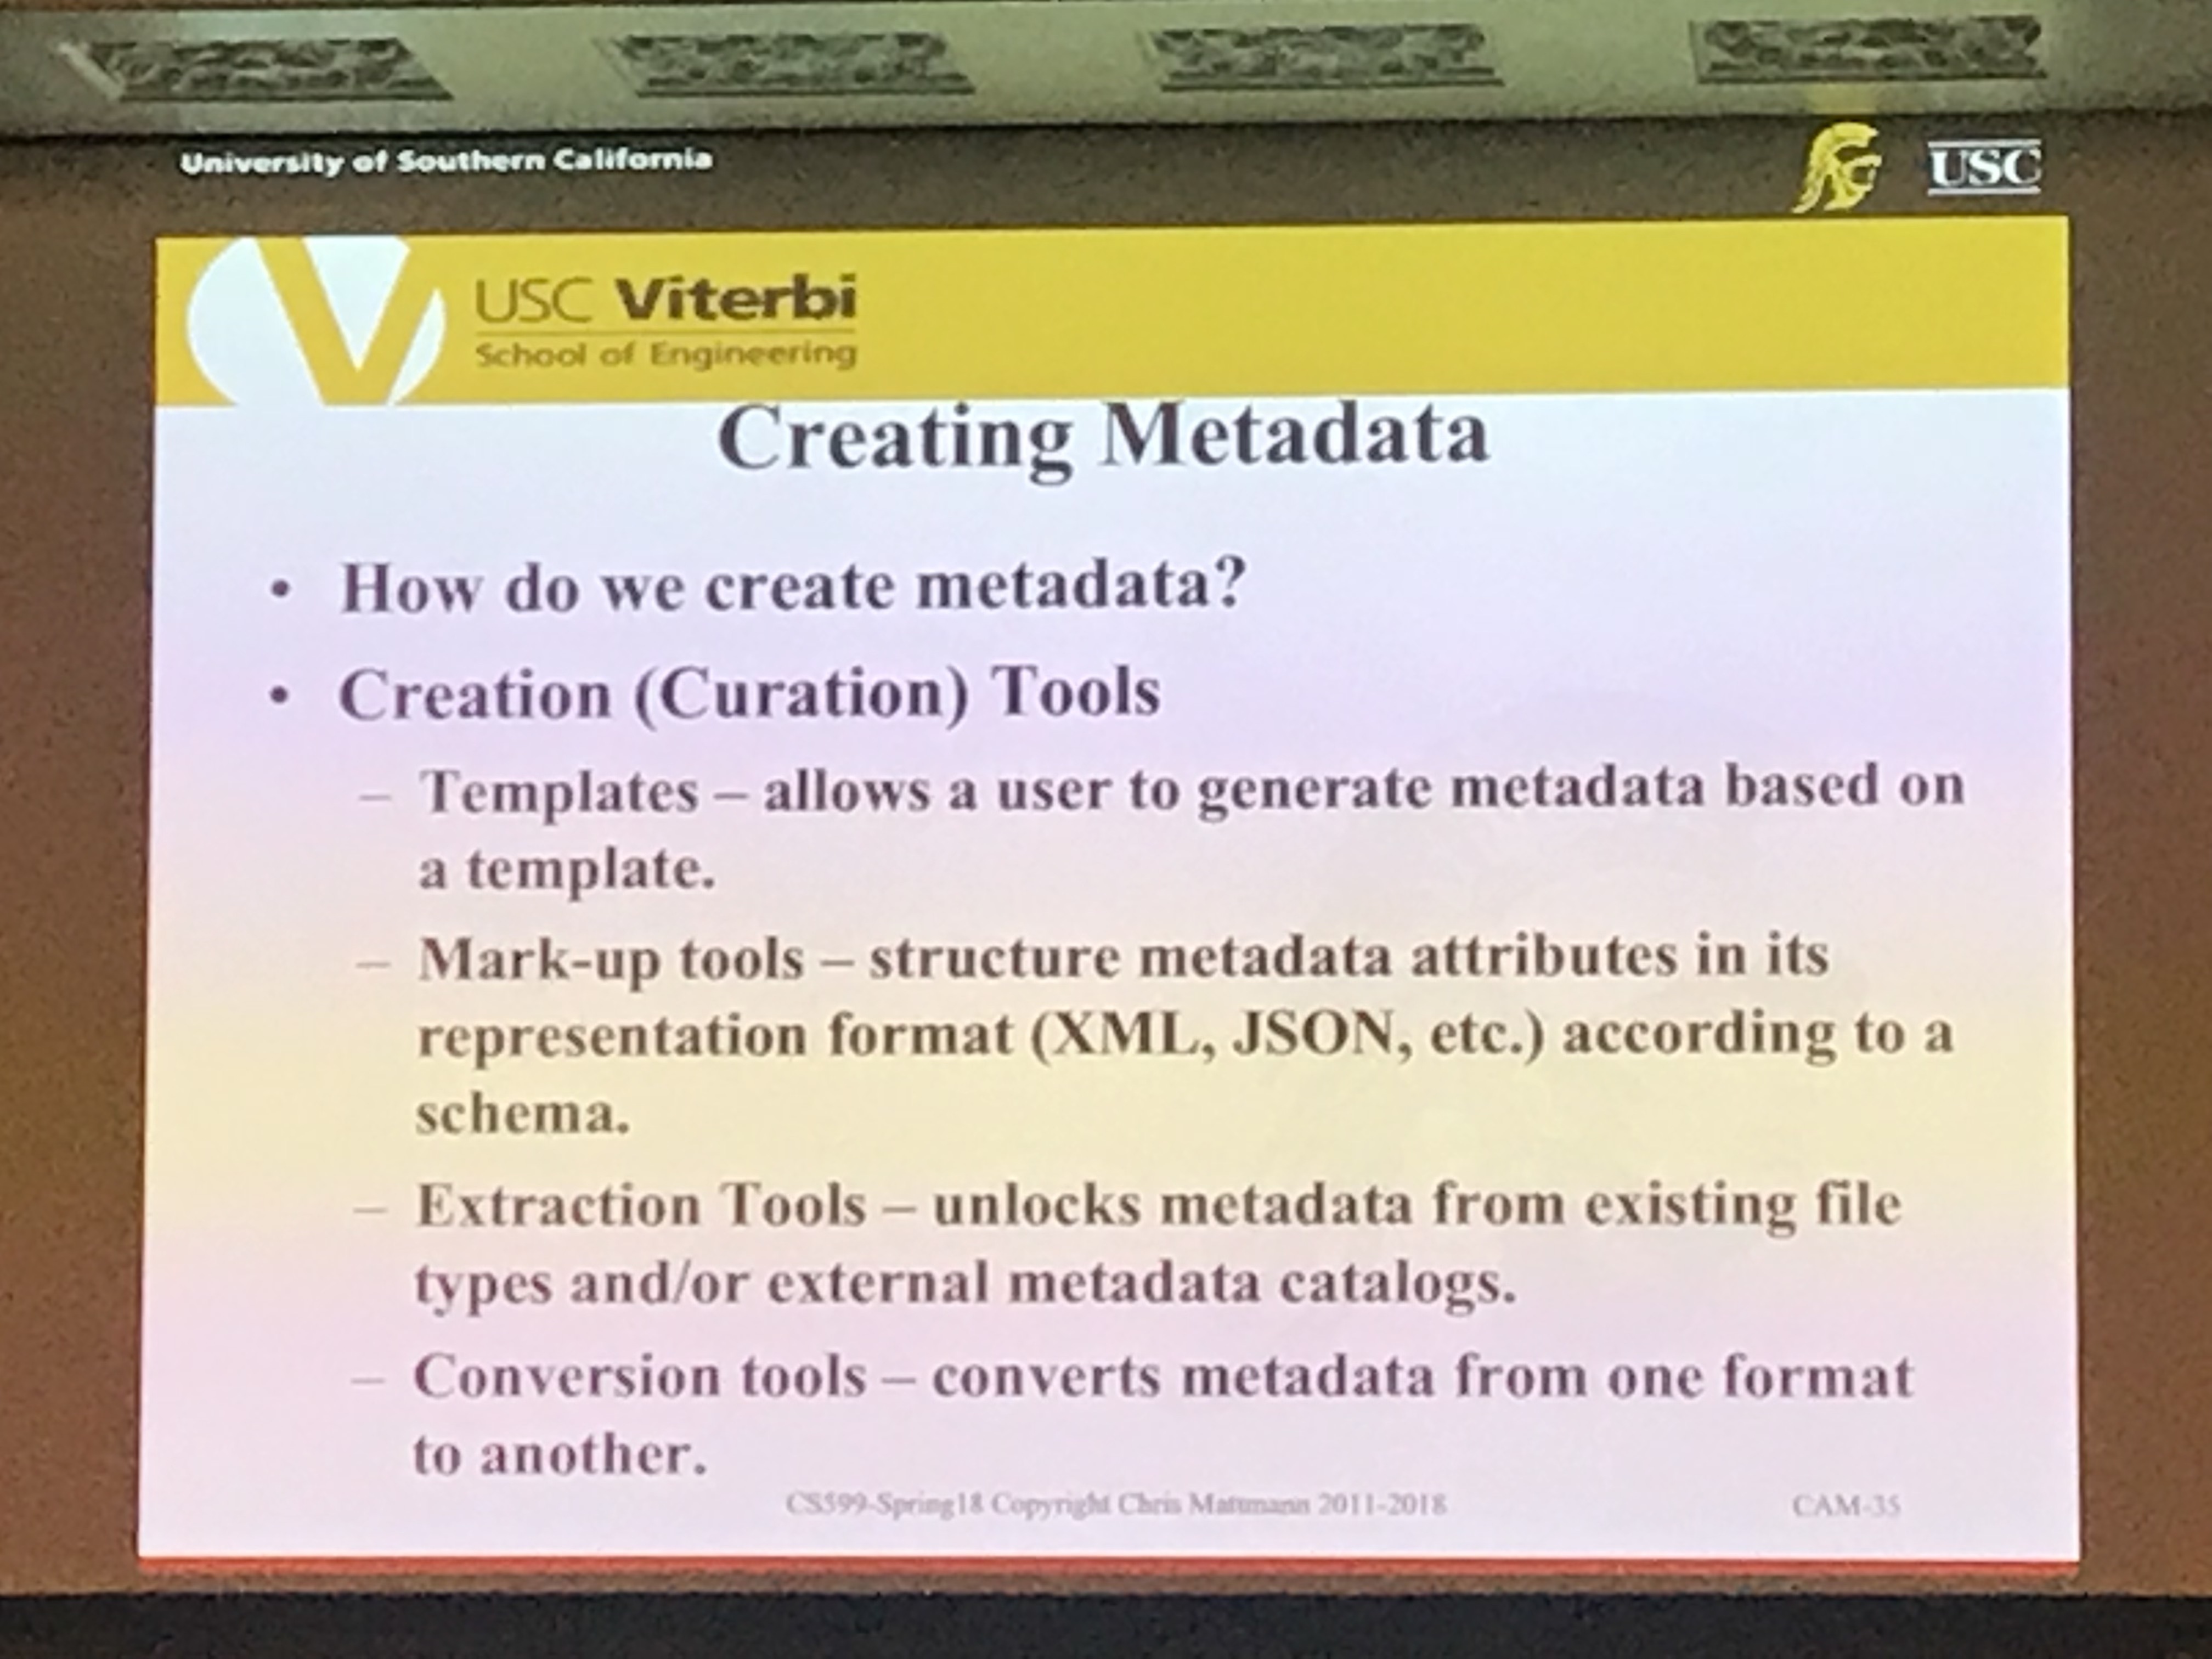 University of Southern California
USC
USC Viterbi
School of Engineering
Creating Metadata
• How do we create metadata?
• Creation (Curation) Tools
– Templates – allows a user to generate metadata based on
a template.
– Mark-up tools – structure metadata attributes in its
representation format (XML, JSON, etc.) according to a
schema.
– Extraction Tools – unlocks metadata from existing file
types and/or external metadata catalogs.
– Conversion tools – converts metadata from one format
to another.
CS599-Spring18 Copyright Chris Mattmann 2011-2018
CAM-35